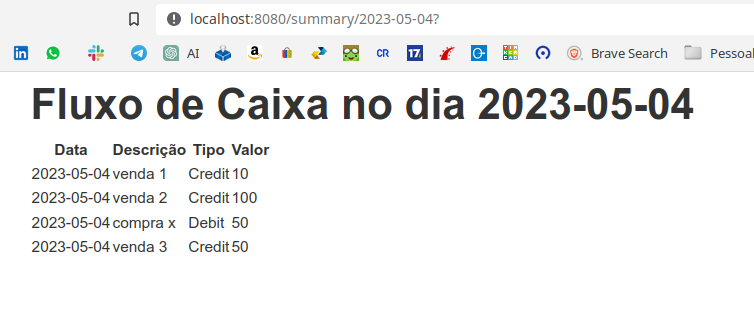 localhost:8080/summary/2023-05-04?
in AI a CR 17 Brave Search Pessoal
Fluxo de Caixa no dia 2023-05-04
Data Descrição Tipo Valor
2023-05-04 venda 1 Credit 10
2023-05-04 venda 2 Credit 100
2023-05-04 compra x Debit 50
2023-05-04 venda 3 Credit 50